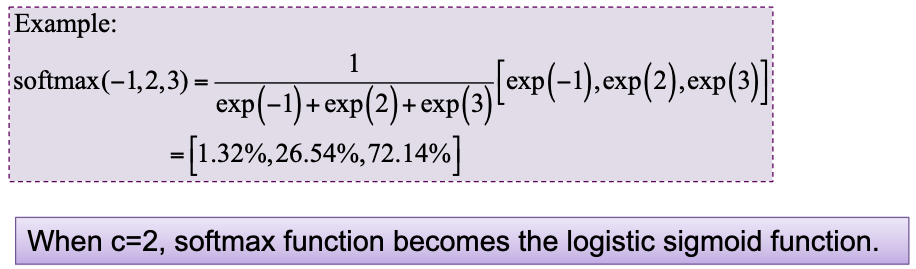 Example:
softmax(−1,2,3) = 1 / (exp(−1)+exp(2)+exp(3)) [exp(−1),exp(2),exp(3)]
=[1.32%,26.54%,72.14%]
When c=2, softmax function becomes the logistic sigmoid function.